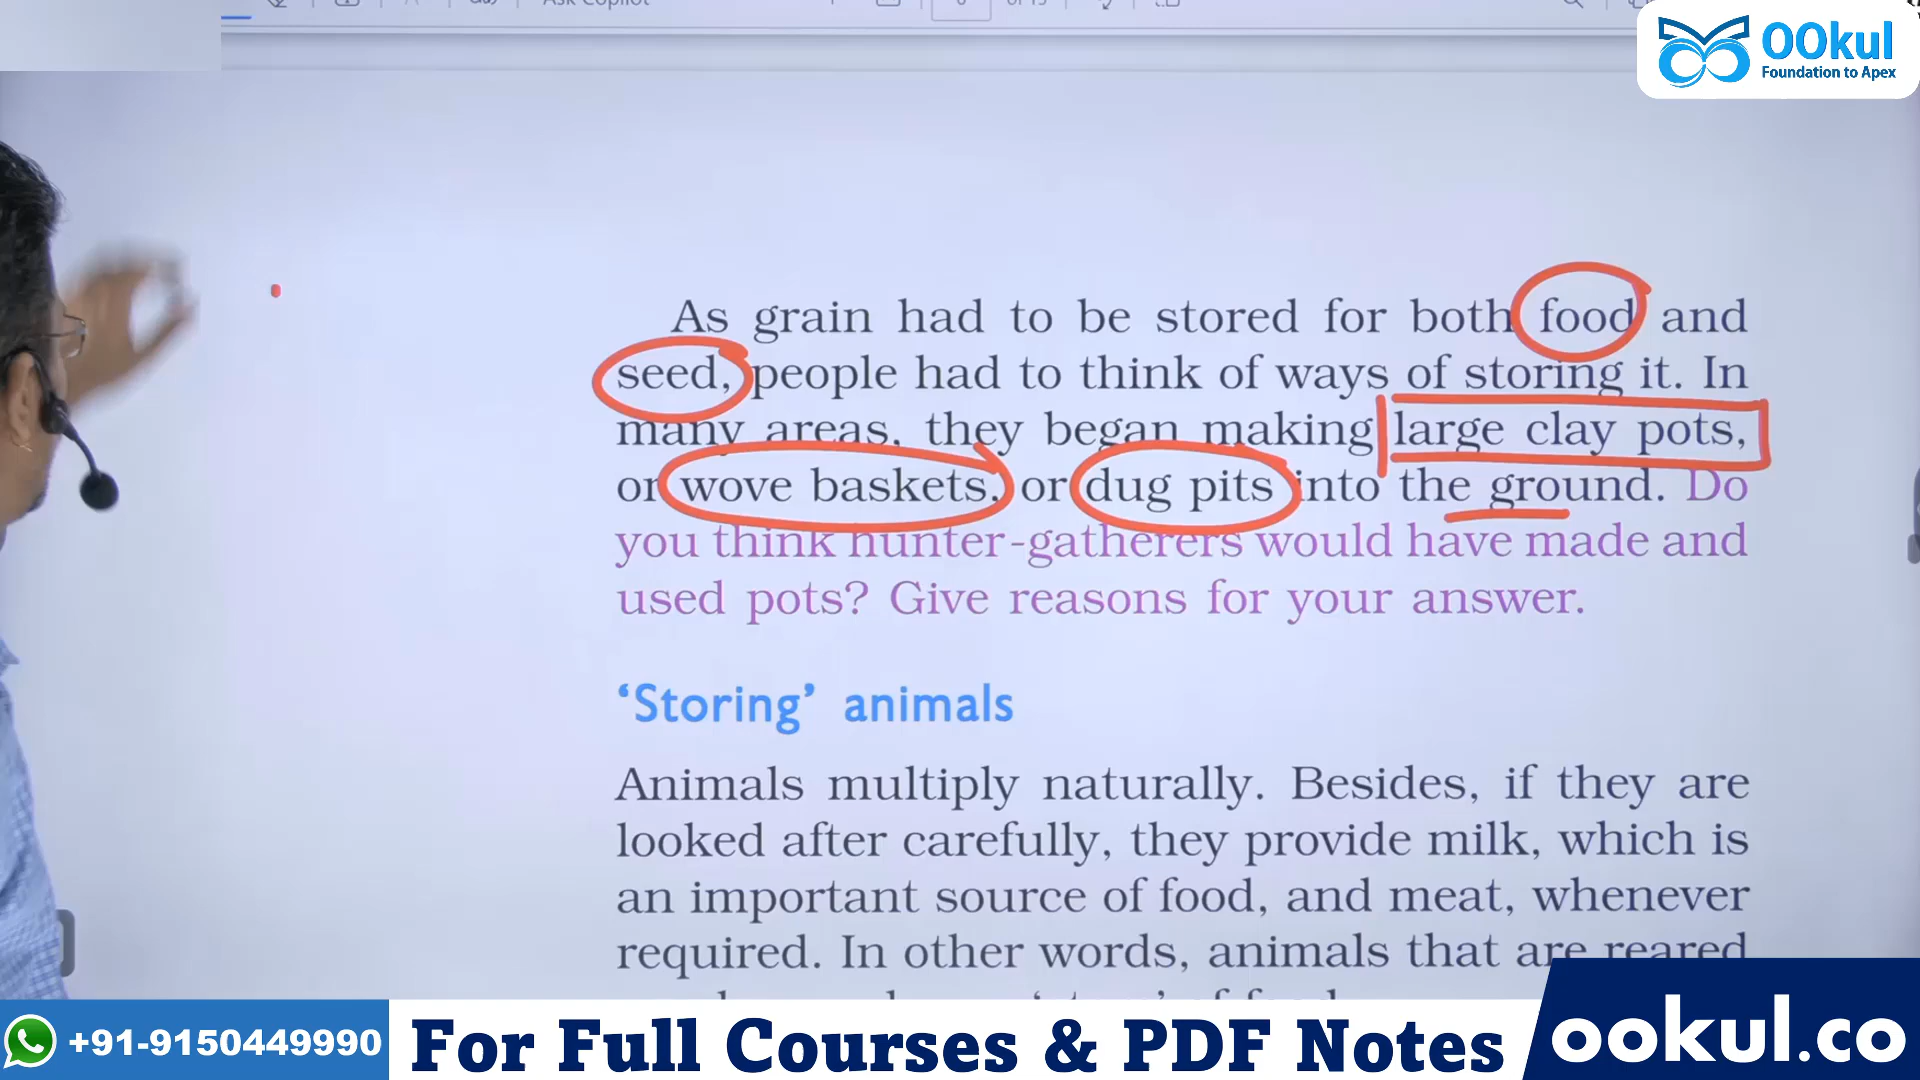 OOkul
Foundation to Apex
As grain had to be stored for both food and
seed, people had to think of ways of storing it. In
many areas, they began making large clay pots,
or wove baskets, or dug pits into the ground. Do
you think hunter-gatherers would have made and
used pots? Give reasons for your answer.
‘Storing’ animals
Animals multiply naturally. Besides, if they are
looked after carefully, they provide milk, which is
an important source of food, and meat, whenever
required. In other words, animals that are reared
+91-9150449990
For Full Courses & PDF Notes
ookul.co